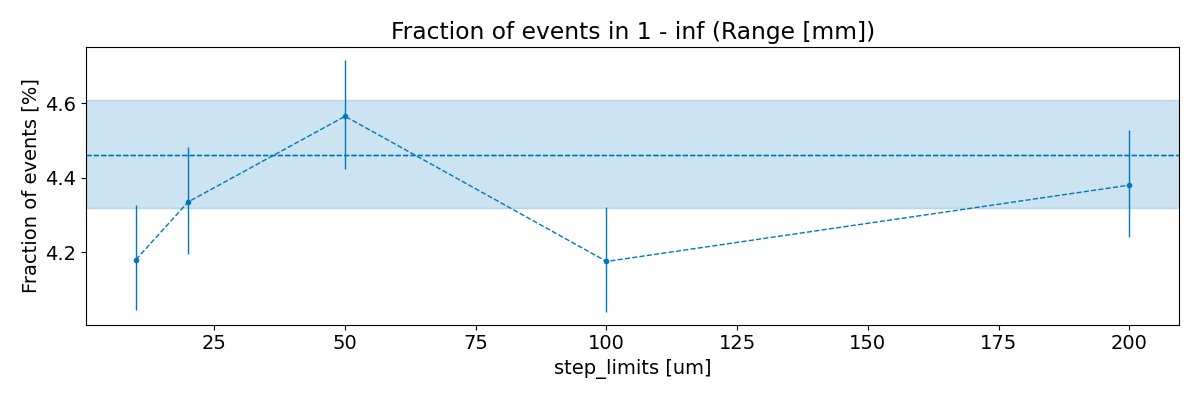 Fraction of events in 1 - inf (Range [mm])
Fraction of events [%]
4.6
4.4
4.2
25 50 75 100 125 150 175 200
step_limits [um]